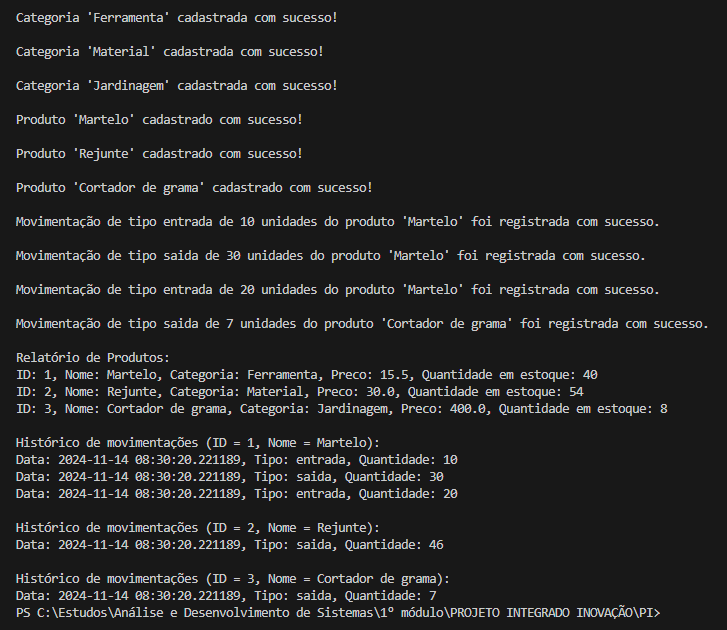 Categoria 'Ferramenta' cadastrada com sucesso!
Categoria 'Material' cadastrada com sucesso!
Categoria 'Jardinagem' cadastrada com sucesso!
Produto 'Martelo' cadastrado com sucesso!
Produto 'Rejunte' cadastrado com sucesso!
Produto 'Cortador de grama' cadastrado com sucesso!
Movimentação de tipo entrada de 10 unidades do produto 'Martelo' foi registrada com sucesso.
Movimentação de tipo saida de 30 unidades do produto 'Martelo' foi registrada com sucesso.
Movimentação de tipo entrada de 20 unidades do produto 'Martelo' foi registrada com sucesso.
Movimentação de tipo saida de 7 unidades do produto 'Cortador de grama' foi registrada com sucesso.
Relatório de Produtos:
ID: 1, Nome: Martelo, Categoria: Ferramenta, Preco: 15.5, Quantidade em estoque: 40
ID: 2, Nome: Rejunte, Categoria: Material, Preco: 30.0, Quantidade em estoque: 54
ID: 3, Nome: Cortador de grama, Categoria: Jardinagem, Preco: 400.0, Quantidade em estoque: 8
Histórico de movimentações (ID = 1, Nome = Martelo):
Data: 2024-11-14 08:30:20.221189, Tipo: entrada, Quantidade: 10
Data: 2024-11-14 08:30:20.221189, Tipo: saida, Quantidade: 30
Data: 2024-11-14 08:30:20.221189, Tipo: entrada, Quantidade: 20
Histórico de movimentações (ID = 2, Nome = Rejunte):
Data: 2024-11-14 08:30:20.221189, Tipo: saida, Quantidade: 46
Histórico de movimentações (ID = 3, Nome = Cortador de grama):
Data: 2024-11-14 08:30:20.221189, Tipo: saida, Quantidade: 7
PS C:\Estudos\Análise e Desenvolvimento de Sistemas\1º módulo\PROJETO INTEGRADO INOVAÇÃO\PI>